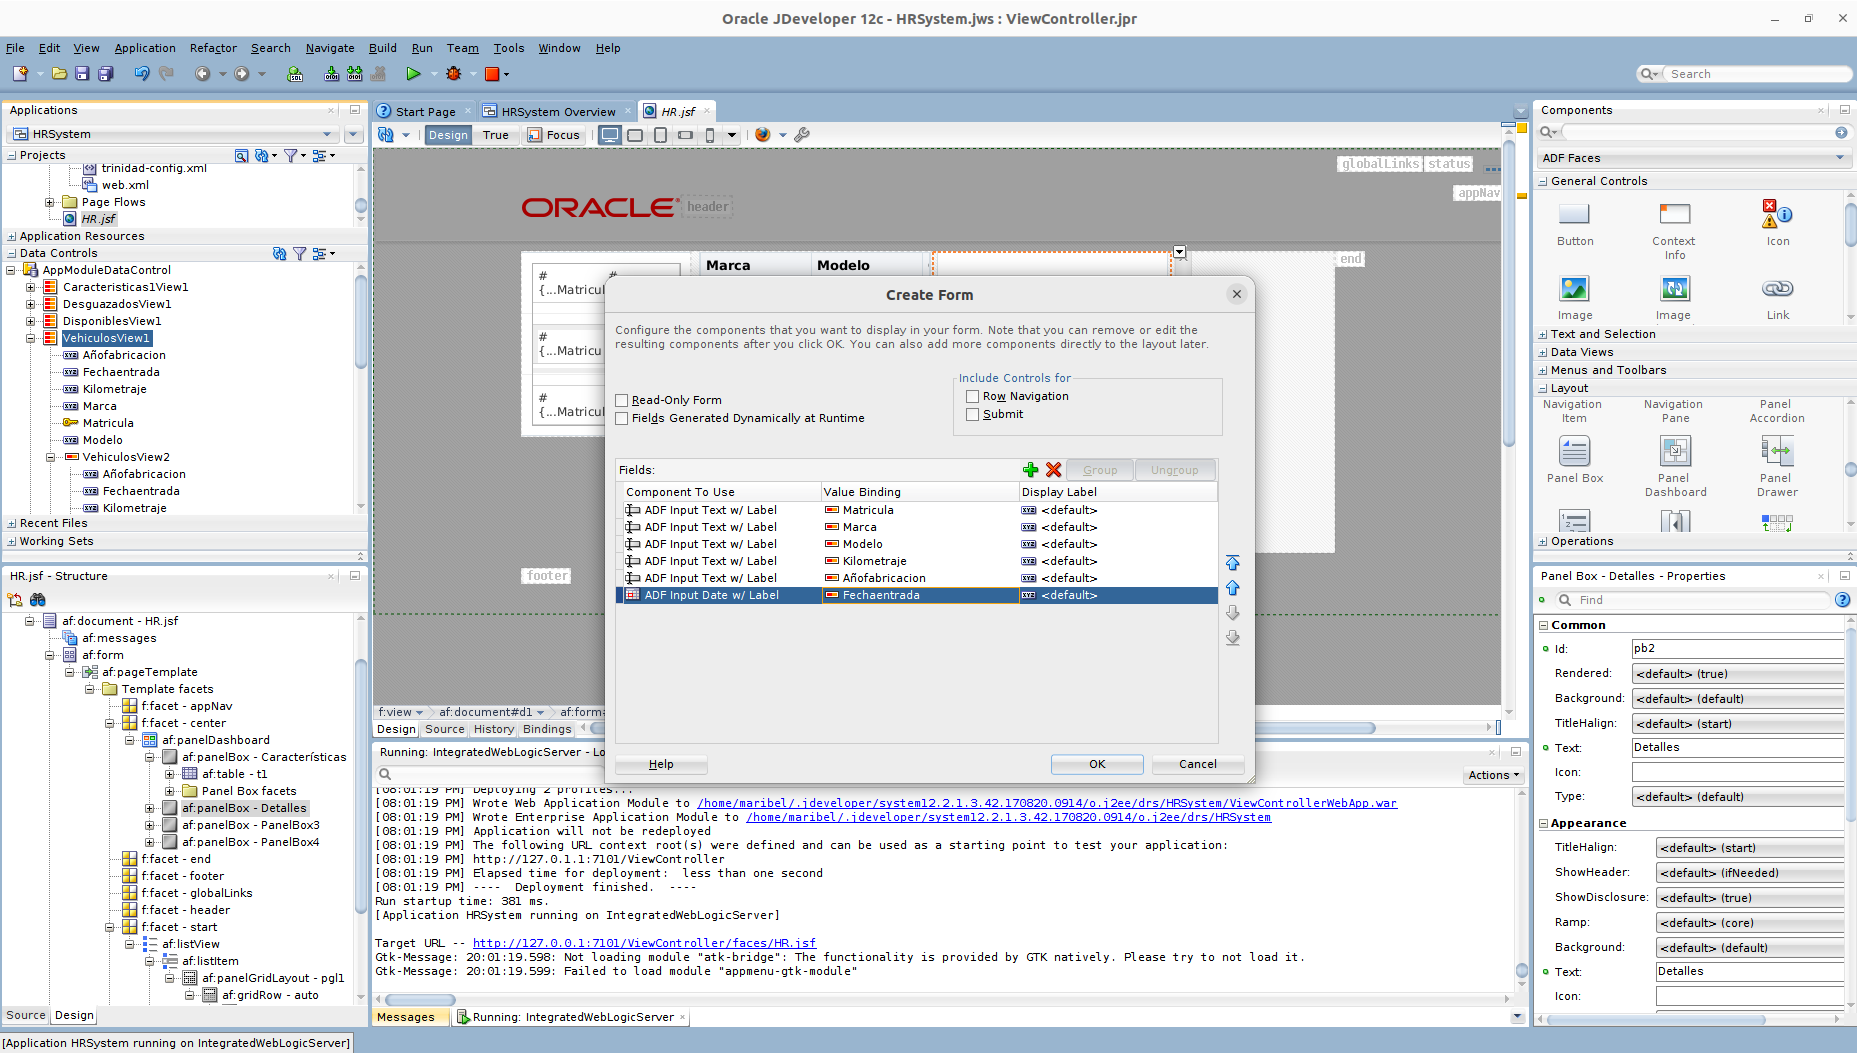 Oracle JDeveloper 12c - HRSystem.jws : ViewController.jpr
File Edit View Application Refactor Search Navigate Build Run Team Tools Window Help
Search
Applications
HRSystem
Projects
trinidad-config.xml
web.xml
Page Flows
HR.jsf
Application Resources
Data Controls
AppModuleDataControl
Caracteristicas1View1
DesguazadosView1
DisponiblesView1
VehiculosView1
Añofabricacion
Fechaentrada
Kilometraje
Marca
Matricula
Modelo
VehiculosView2
Añofabricacion
Fechaentrada
Kilometraje
Recent Files
Working Sets
HR.jsf - Structure
af:document - HR.jsf
af:messages
af:form
af:pageTemplate
Template facets
f:facet - appNav
f:facet - center
af:panelDashboard
af:panelBox - Características
af:table - t1
Panel Box facets
af:panelBox - Detalles
af:panelBox - PanelBox3
af:panelBox - PanelBox4
f:facet - end
f:facet - footer
f:facet - globalLinks
f:facet - header
f:facet - start
af:listView
af:listItem
af:panelGridLayout - pgl1
af:gridRow - auto
Source Design
[Application HRSystem running on IntegratedWebLogicServer]
Start Page HRSystem Overview HR.jsf
Design True Focus
globalLinks status
appNav
ORACLE header
Marca Modelo
end
# #
{...Matricul
#
{...Matricu
#
{...Matricul
footer
Create Form
Configure the components that you want to display in your form. Note that you can remove or edit the
resulting components after you click OK. You can also add more components directly to the layout later.
Read-Only Form
Fields Generated Dynamically at Runtime
Include Controls for
Row Navigation
Submit
Fields: Group Ungroup
Component To Use Value Binding Display Label
ADF Input Text w/ Label Matricula <default>
ADF Input Text w/ Label Marca <default>
ADF Input Text w/ Label Modelo <default>
ADF Input Text w/ Label Kilometraje <default>
ADF Input Text w/ Label Añofabricacion <default>
ADF Input Date w/ Label Fechaentrada <default>
Help OK Cancel
f:view af:document#d1 af:form
Design Source History Bindings
Running: IntegratedWebLogicServer - Lo
Actions
[08:01:19 PM] Deploying 2 profiles...
[08:01:19 PM] Wrote Web Application Module to /home/maribel/.jdeveloper/system12.2.1.3.42.170820.0914/o.j2ee/drs/HRSystem/ViewControllerWebApp.war
[08:01:19 PM] Wrote Enterprise Application Module to /home/maribel/.jdeveloper/system12.2.1.3.42.170820.0914/o.j2ee/drs/HRSystem
[08:01:19 PM] Application will not be redeployed
[08:01:19 PM] The following URL context root(s) were defined and can be used as a starting point to test your application:
[08:01:19 PM] http://127.0.1.1:7101/ViewController
[08:01:19 PM] Elapsed time for deployment:  less than one second
[08:01:19 PM] ----  Deployment finished.  ----
Run startup time: 381 ms.
[Application HRSystem running on IntegratedWebLogicServer]
Target URL -- http://127.0.0.1:7101/ViewController/faces/HR.jsf
Gtk-Message: 20:01:19.598: Not loading module "atk-bridge": The functionality is provided by GTK natively. Please try to not load it.
Gtk-Message: 20:01:19.599: Failed to load module "appmenu-gtk-module"
Messages Running: IntegratedWebLogicServer
Components
ADF Faces
General Controls
Button Context Info Icon
Image Image Link
Text and Selection
Data Views
Menus and Toolbars
Layout
Navigation Item Navigation Pane Panel Accordion
Panel Box Panel Dashboard Panel Drawer
Operations
Panel Box - Detalles - Properties
Find
Common
Id: pb2
Rendered: <default> (true)
Background: <default> (default)
TitleHalign: <default> (start)
Text: Detalles
Icon:
Type: <default> (default)
Appearance
TitleHalign: <default> (start)
ShowHeader: <default> (ifNeeded)
ShowDisclosure: <default> (true)
Ramp: <default> (core)
Background: <default> (default)
Text: Detalles
Icon: